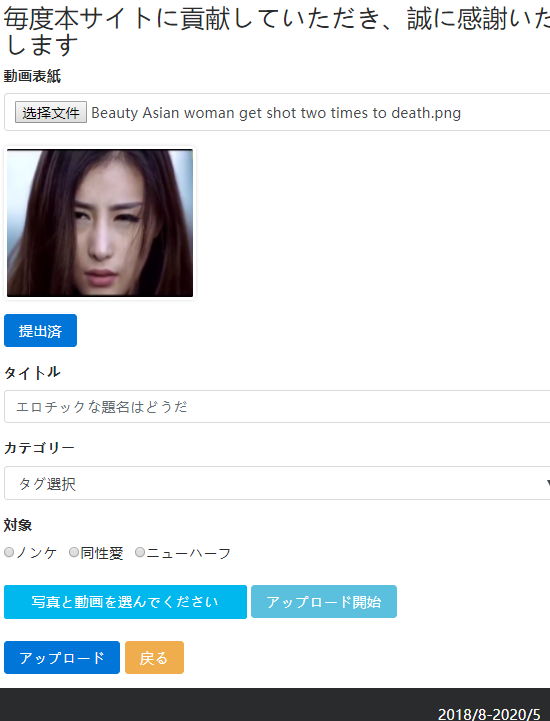 毎度本サイトに貢献していただき、誠に感謝いた
します
動画表紙
选择文件 Beauty Asian woman get shot two times to death.png
提出済
タイトル
エロチックな題名はどうだ
カテゴリー
タグ選択
対象
ノンケ 同性愛 ニューハーフ
写真と動画を選んでください アップロード開始
アップロード 戻る
2018/8-2020/5